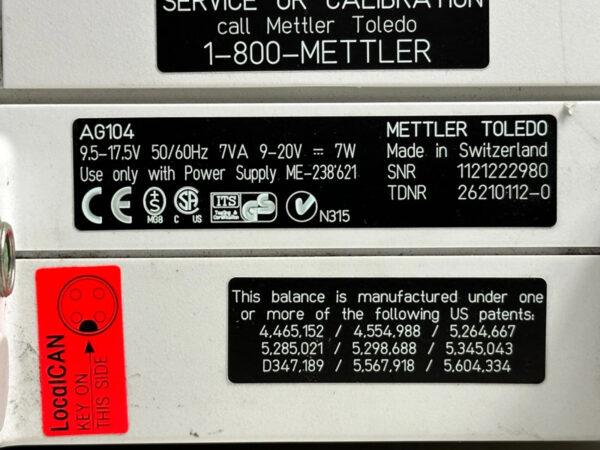 SERVICE OR CALIBRATION
call Mettler Toledo
1-800-METTLER
AG104
9.5-17.5V 50/60Hz 7VA 9-20V ⎓ 7W
Use only with Power Supply ME-238'621
METTLER TOLEDO
Made in Switzerland
SNR 1121222980
TDNR 26210112-0
CE S MG8 SA C US ITS Testing & Certification GS N315
LocalCAN
KEY ON
THIS SIDE
This balance is manufactured under one
or more of the following US patents:
4,465,152 / 4,554,988 / 5,264,667
5,285,021 / 5,298,688 / 5,345,043
D347,189 / 5,567,918 / 5,604,334